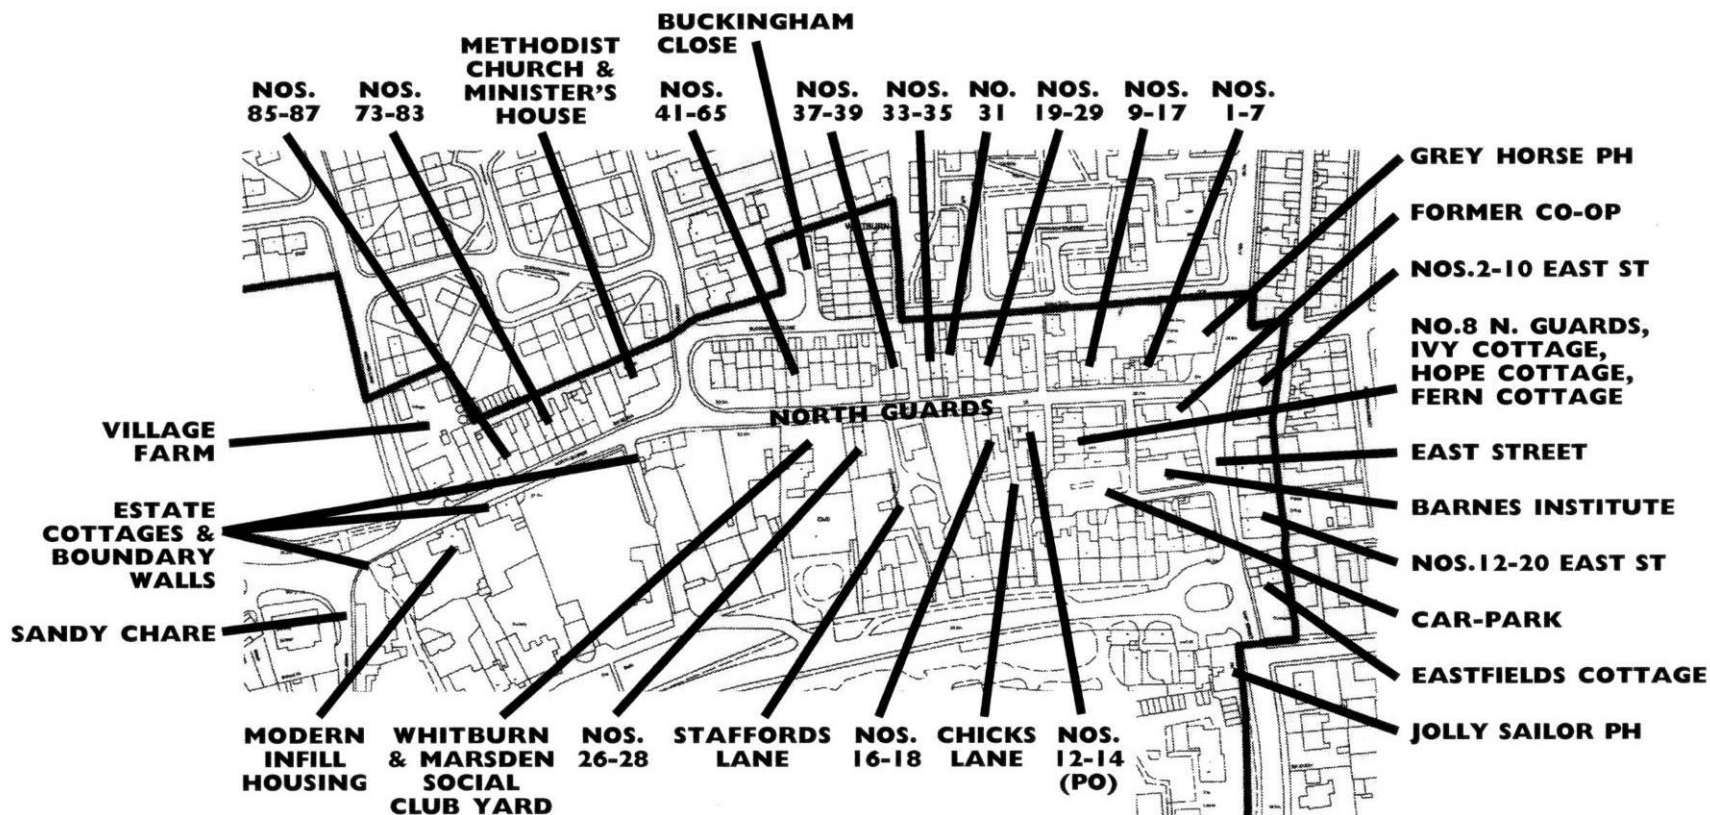 BUCKINGHAM
CLOSE
METHODIST
CHURCH &
MINISTER'S
HOUSE
NOS.
85-87
NOS.
73-83
NOS.
41-65
NOS.
37-39
NOS.
33-35
NO.
31
NOS.
19-29
NOS.
9-17
NOS.
1-7
GREY HORSE PH
FORMER CO-OP
NOS.2-10 EAST ST
NO.8 N. GUARDS,
IVY COTTAGE,
HOPE COTTAGE,
FERN COTTAGE
EAST STREET
BARNES INSTITUTE
NOS.12-20 EAST ST
CAR-PARK
EASTFIELDS COTTAGE
JOLLY SAILOR PH
NORTH GUARDS
VILLAGE
FARM
ESTATE
COTTAGES &
BOUNDARY
WALLS
SANDY CHARE
MODERN
INFILL
HOUSING
WHITBURN
& MARSDEN
SOCIAL
CLUB YARD
NOS.
26-28
STAFFORDS
LANE
NOS.
16-18
CHICKS
LANE
NOS.
12-14
(PO)